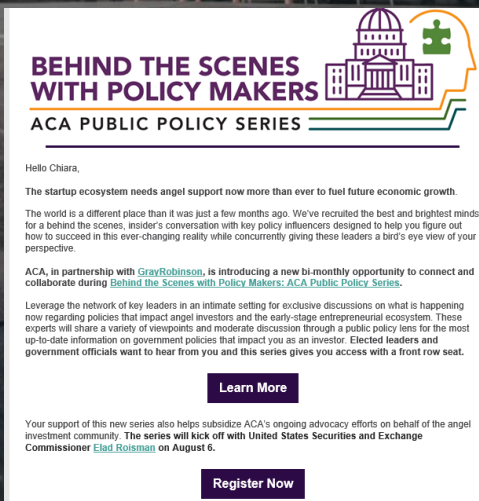 BEHIND THE SCENES
WITH POLICY MAKERS
ACA PUBLIC POLICY SERIES
Hello Chiara,
The startup ecosystem needs angel support now more than ever to fuel future economic growth.
The world is a different place than it was just a few months ago. We've recruited the best and brightest minds
for a behind the scenes, insider's conversation with key policy influencers designed to help you figure out
how to succeed in this ever-changing reality while concurrently giving these leaders a bird's eye view of your
perspective.
ACA, in partnership with GrayRobinson, is introducing a new bi-monthly opportunity to connect and
collaborate during Behind the Scenes with Policy Makers: ACA Public Policy Series.
Leverage the network of key leaders in an intimate setting for exclusive discussions on what is happening
now regarding policies that impact angel investors and the early-stage entrepreneurial ecosystem. These
experts will share a variety of viewpoints and moderate discussion through a public policy lens for the most
up-to-date information on government policies that impact you as an investor. Elected leaders and
government officials want to hear from you and this series gives you access with a front row seat.
Learn More
Your support of this new series also helps subsidize ACA's ongoing advocacy efforts on behalf of the angel
investment community. The series will kick off with United States Securities and Exchange
Commissioner Elad Roisman on August 6.
Register Now